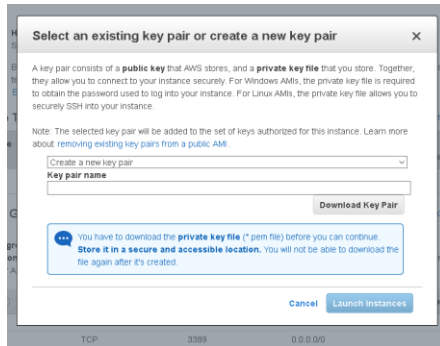 Select an existing key pair or create a new key pair
A key pair consists of a public key that AWS stores, and a private key file that you store. Together,
they allow you to connect to your instance securely. For Windows AMIs, the private key file is required
to obtain the password used to log into your instance. For Linux AMIs, the private key file allows you to
securely SSH into your instance.
Note: The selected key pair will be added to the set of keys authorized for this instance. Learn more
about removing existing key pairs from a public AMI.
Create a new key pair
Key pair name
Download Key Pair
You have to download the private key file (*.pem file) before you can continue.
Store it in a secure and accessible location. You will not be able to download the
file again after it's created.
Cancel Launch Instances
TCP 3389 0.0.0.0/0